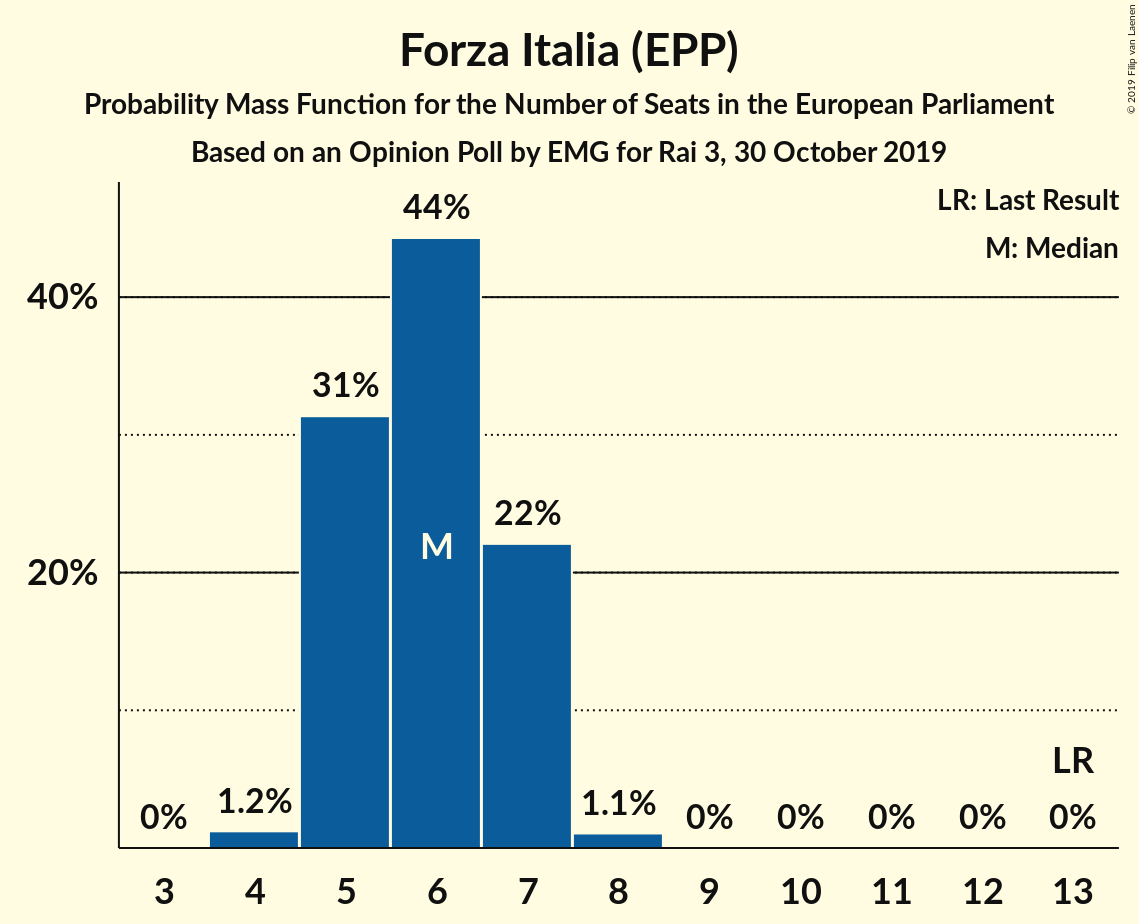 Forza Italia (EPP)
Probability Mass Function for the Number of Seats in the European Parliament
Based on an Opinion Poll by EMG for Rai 3, 30 October 2019
© 2019 Filip van Laenen
LR: Last Result
M: Median
40%
20%
0%
1.2%
31%
44%
M
22%
1.1%
0%
0%
0%
0%
LR
0%
3 4 5 6 7 8 9 10 11 12 13